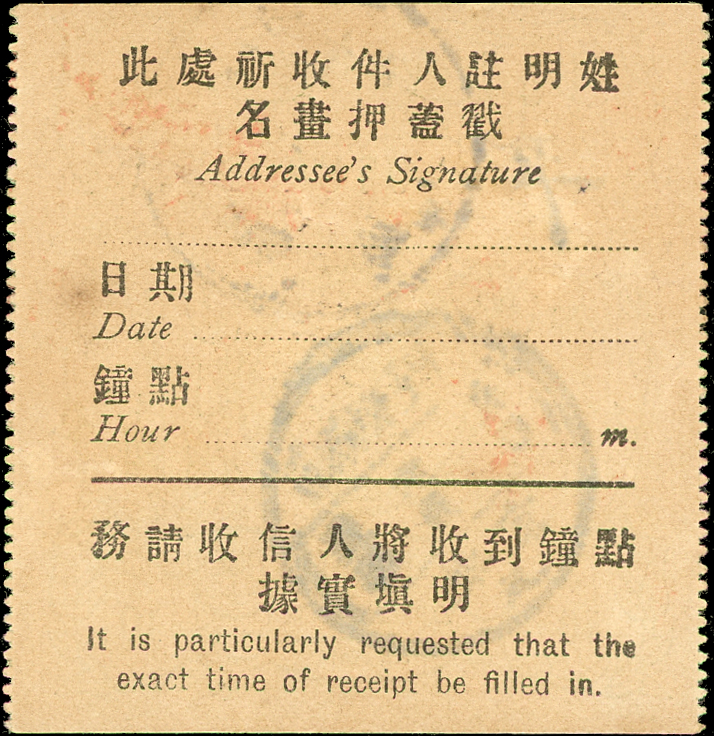 此處祈收件人註明姓
名畫押蓋戳
Addressee's Signature
日期
Date
鐘點
Hour m.
務請收信人將收到鐘點
據實塡明
It is particularly requested that the
exact time of receipt be filled in.